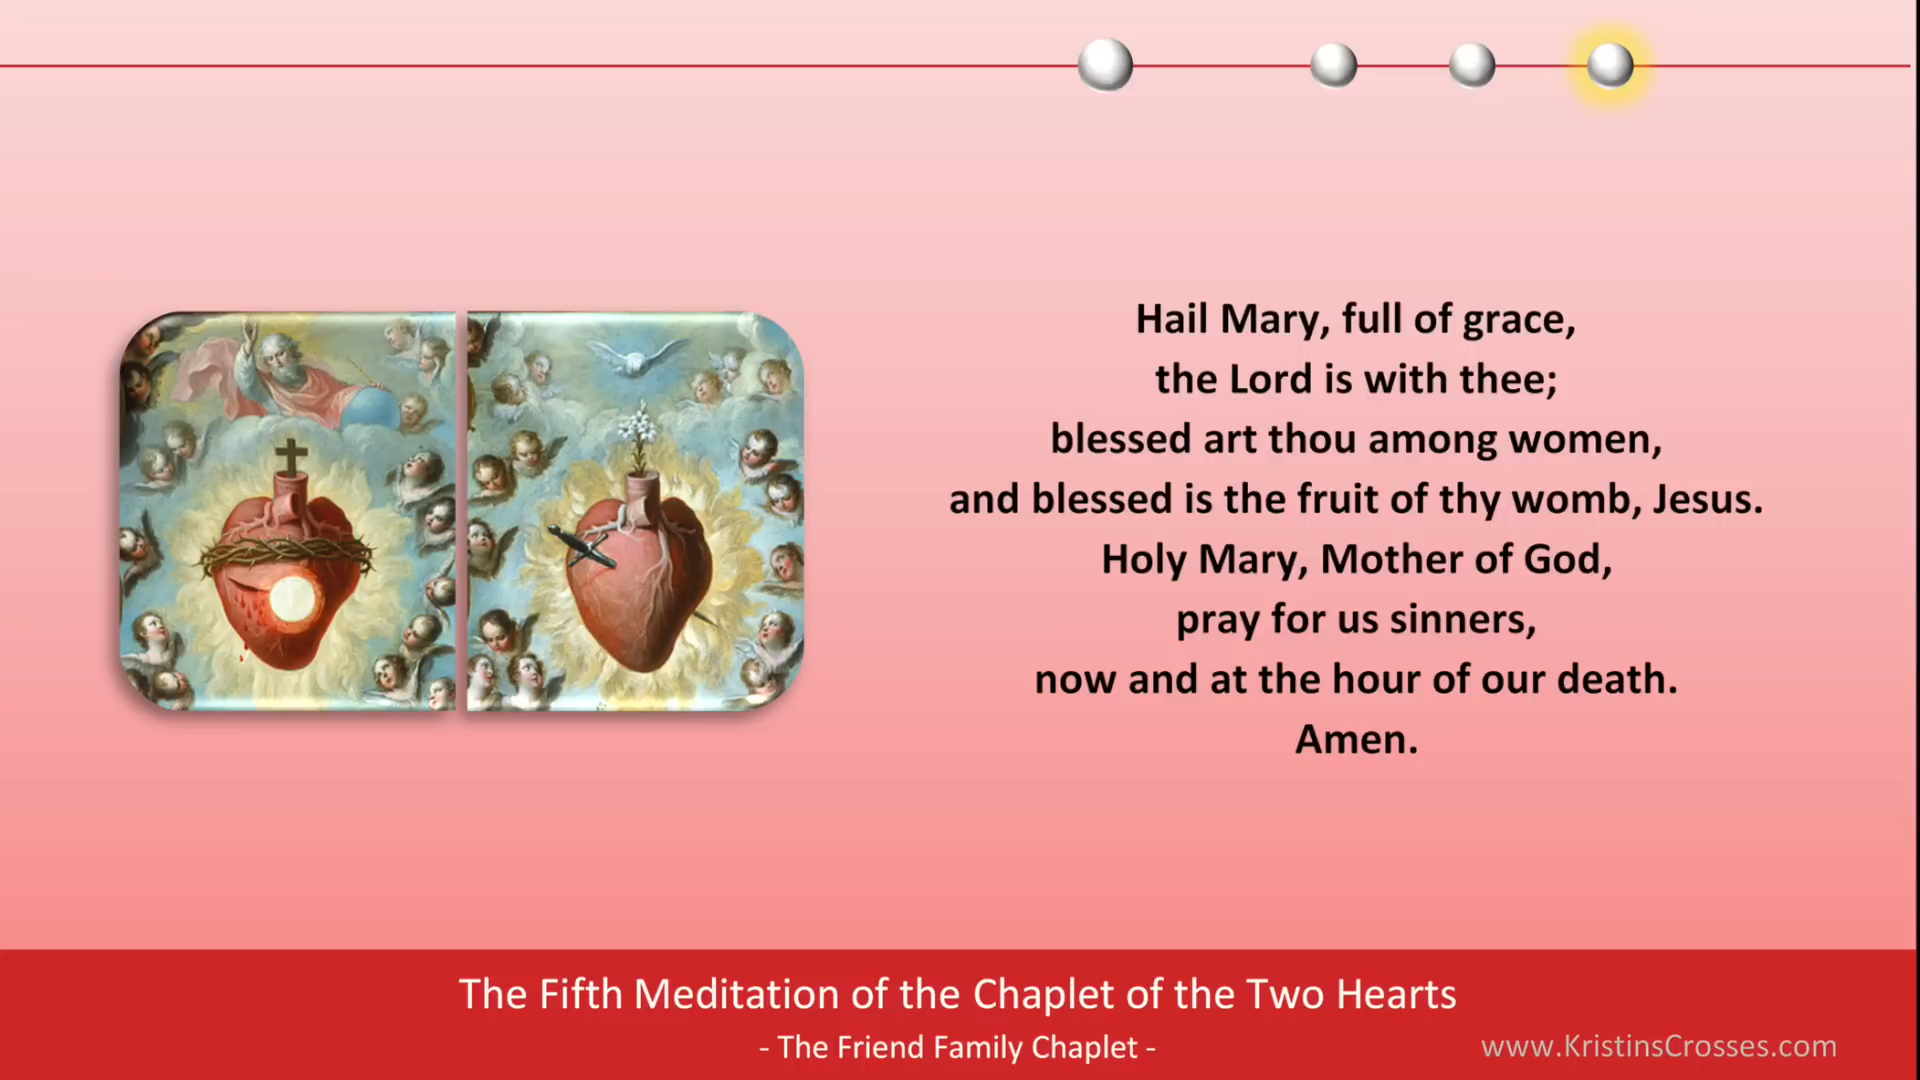 Hail Mary, full of grace,
the Lord is with thee;
blessed art thou among women,
and blessed is the fruit of thy womb, Jesus.
Holy Mary, Mother of God,
pray for us sinners,
now and at the hour of our death.
Amen.
The Fifth Meditation of the Chaplet of the Two Hearts
- The Friend Family Chaplet -
www.KristinsCrosses.com